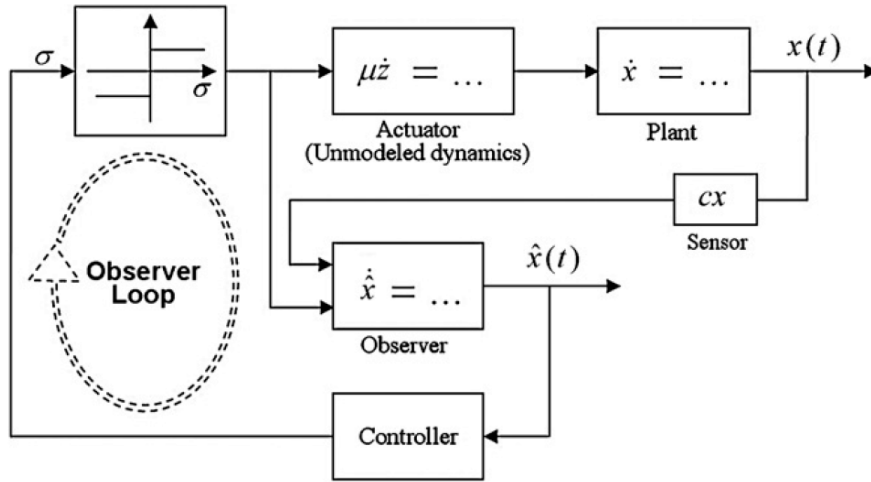 σ
σ
μż = ...
ẋ = ...
x(t)
Actuator
(Unmodeled dynamics)
Plant
cx
Sensor
Observer
Loop
x̂̇ = ...
x̂(t)
Observer
Controller